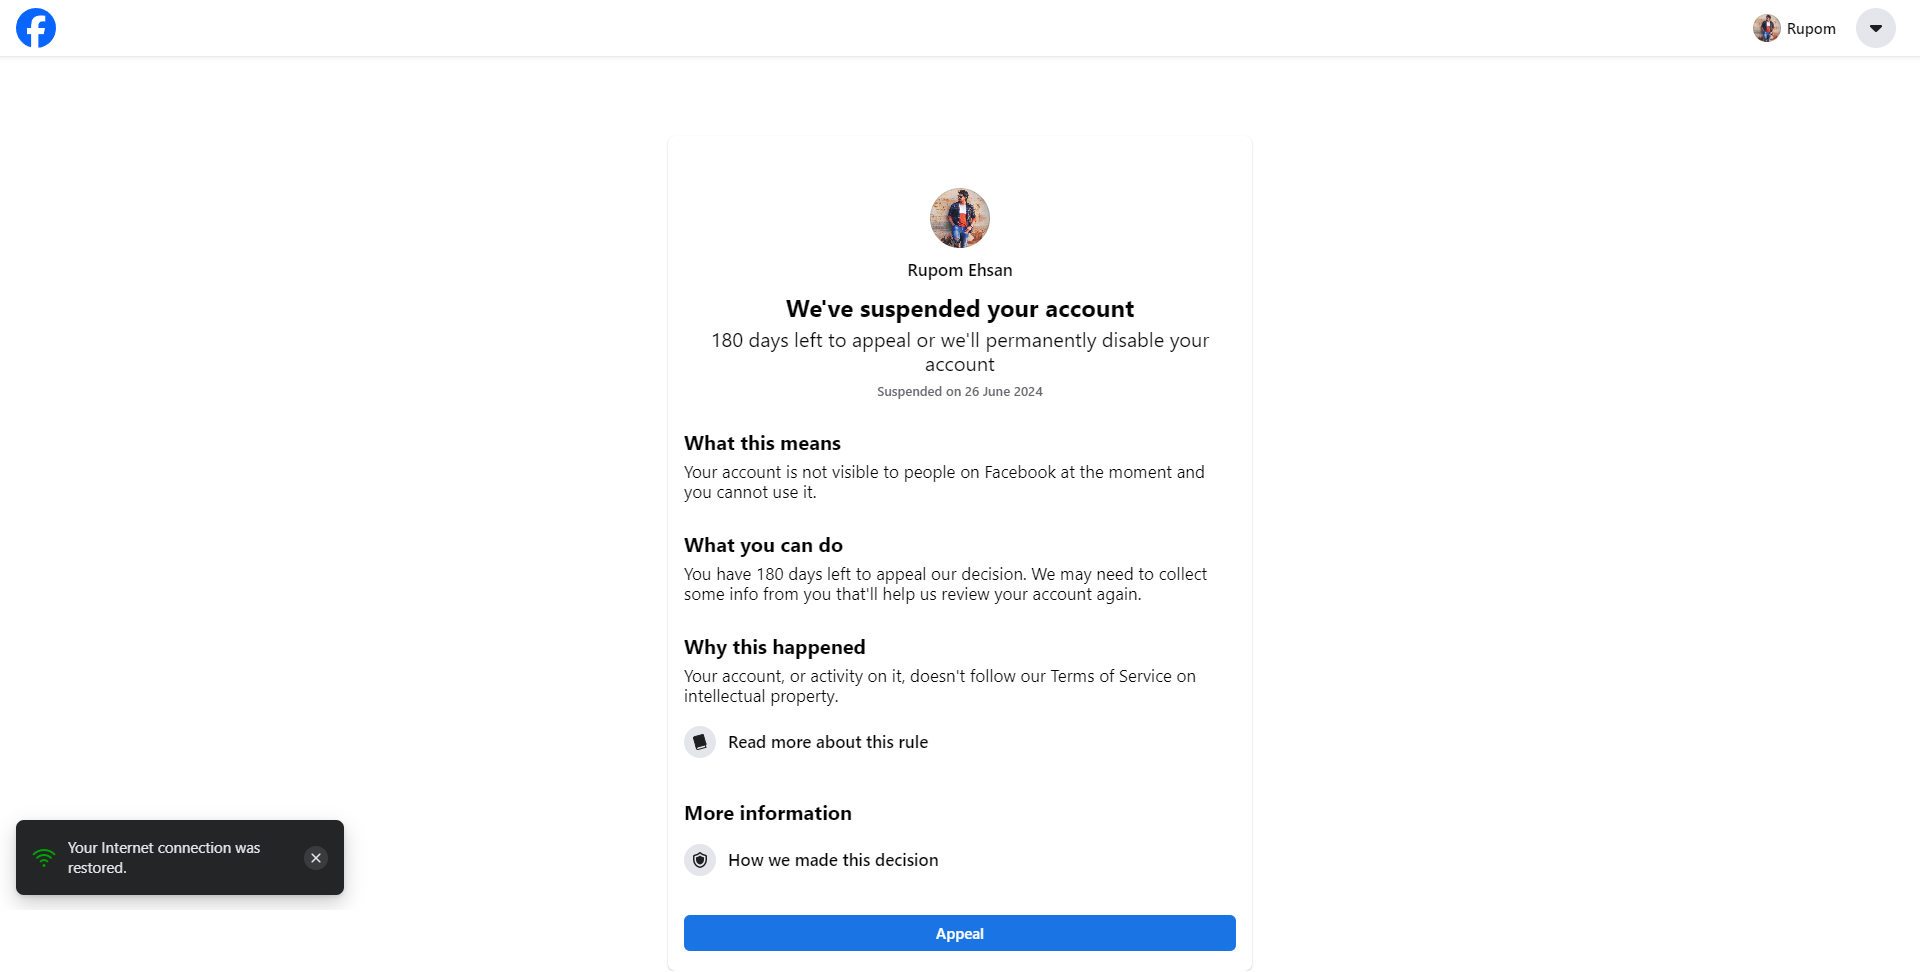 Rupom
Rupom Ehsan
We've suspended your account
180 days left to appeal or we'll permanently disable your
account
Suspended on 26 June 2024
What this means
Your account is not visible to people on Facebook at the moment and
you cannot use it.
What you can do
You have 180 days left to appeal our decision. We may need to collect
some info from you that'll help us review your account again.
Why this happened
Your account, or activity on it, doesn't follow our Terms of Service on
intellectual property.
Read more about this rule
More information
How we made this decision
Appeal
Your Internet connection was
restored.